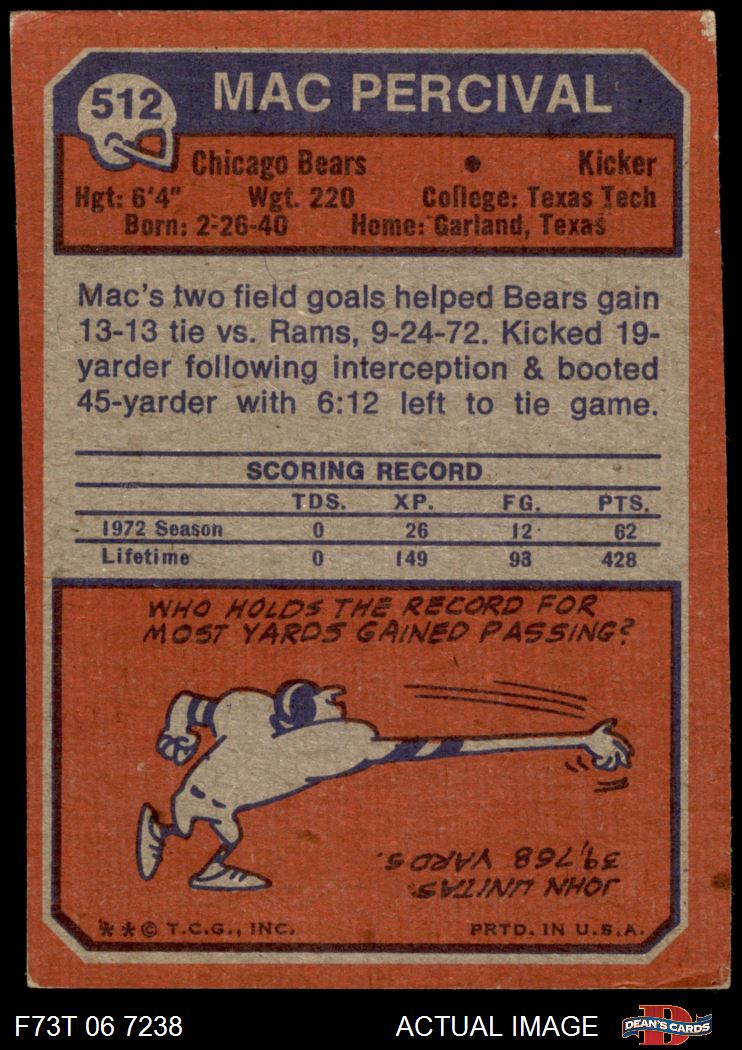 512
MAC PERCIVAL
Chicago Bears • Kicker
Hgt: 6'4" Wgt. 220 College: Texas Tech
Born: 2-26-40 Home: Garland, Texas
Mac's two field goals helped Bears gain
13-13 tie vs. Rams, 9-24-72. Kicked 19-
yarder following interception & booted
45-yarder with 6:12 left to tie game.
SCORING RECORD
TDS. XP. FG. PTS.
1972 Season 0 26 12 62
Lifetime 0 149 93 428
WHO HOLDS THE RECORD FOR
MOST YARDS GAINED PASSING?
JOHN UNITAS
39,768 YARDS.
**© T.C.G., INC. PRTD. IN U.S.A.
F73T 06 7238 ACTUAL IMAGE D DEAN'S CARDS